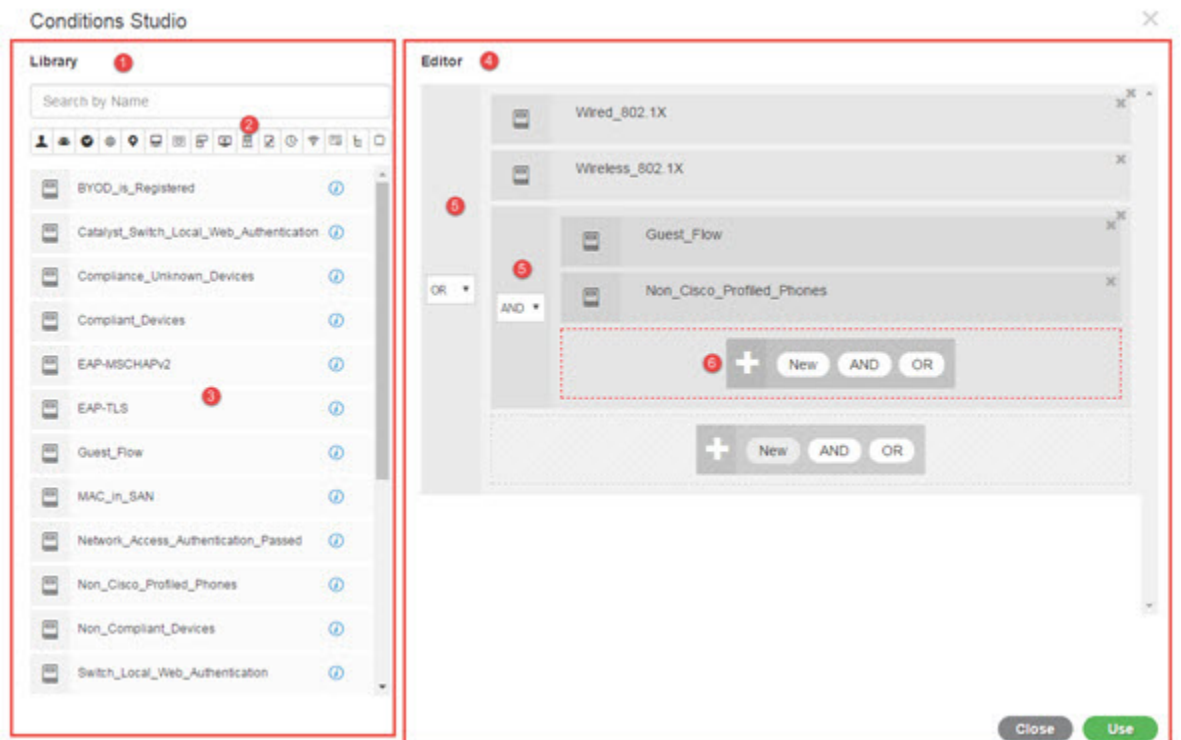 Conditions Studio
Library 1
Search by Name
2
BYOD_is_Registered
Catalyst_Switch_Local_Web_Authentication
Compliance_Unknown_Devices
Compliant_Devices
EAP-MSCHAPv2
3
EAP-TLS
Guest_Flow
MAC_in_SAN
Network_Access_Authentication_Passed
Non_Cisco_Profiled_Phones
Non_Compliant_Devices
Switch_Local_Web_Authentication
Editor 4
Wired_802.1X
Wireless_802.1X
5
OR
5
AND
Guest_Flow
Non_Cisco_Profiled_Phones
6 New AND OR
New AND OR
Close Use